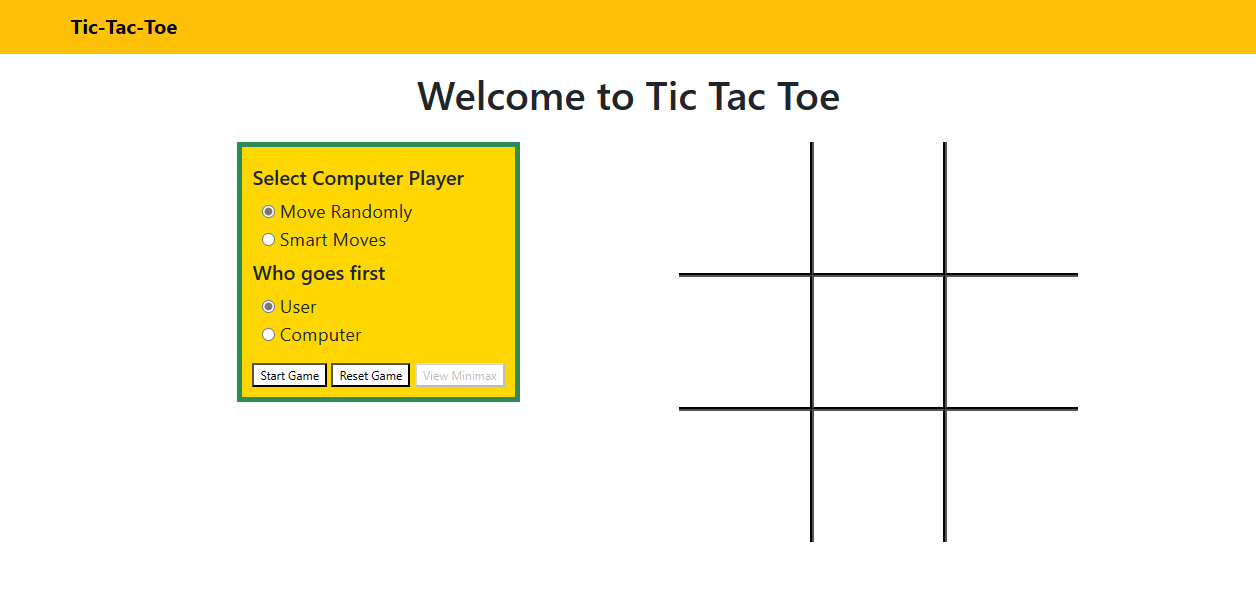 Tic-Tac-Toe
Welcome to Tic Tac Toe
Select Computer Player
Move Randomly
Smart Moves
Who goes first
User
Computer
Start Game Reset Game View Minimax